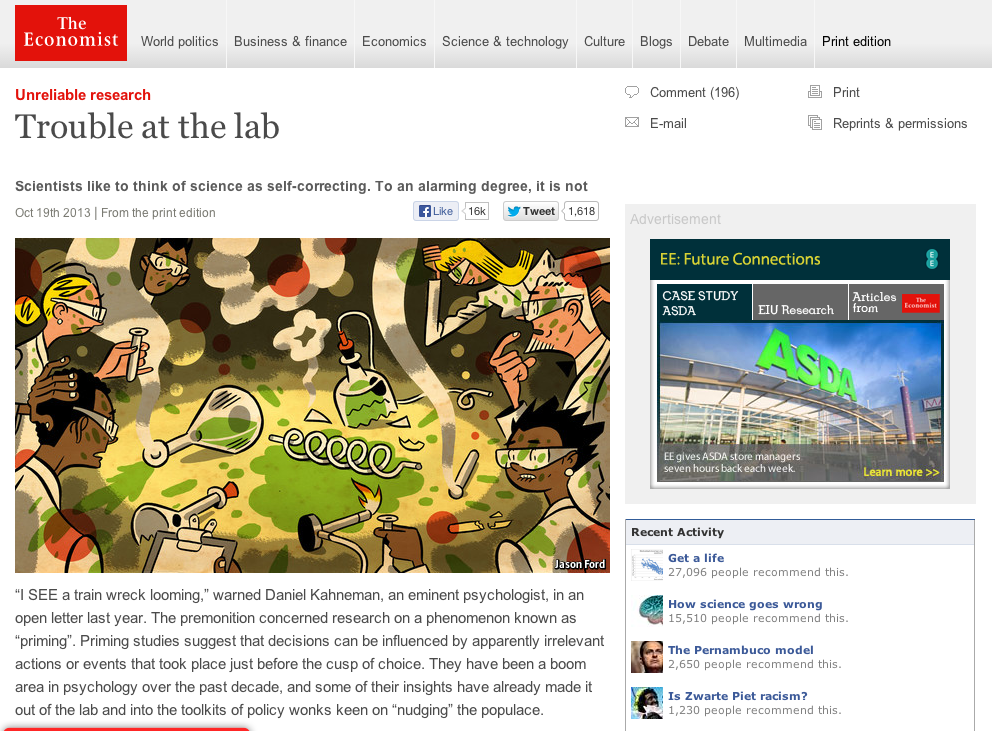 The
Economist
World politics
Business & finance
Economics
Science & technology
Culture
Blogs
Debate
Multimedia
Print edition
Unreliable research
Trouble at the lab
Comment (196)
Print
E-mail
Reprints & permissions
Scientists like to think of science as self-correcting. To an alarming degree, it is not
Oct 19th 2013 | From the print edition
Like
16k
Tweet
1,618
Jason Ford
“I SEE a train wreck looming,” warned Daniel Kahneman, an eminent psychologist, in an
open letter last year. The premonition concerned research on a phenomenon known as
“priming”. Priming studies suggest that decisions can be influenced by apparently irrelevant
actions or events that took place just before the cusp of choice. They have been a boom
area in psychology over the past decade, and some of their insights have already made it
out of the lab and into the toolkits of policy wonks keen on “nudging” the populace.
Advertisement
EE: Future Connections
E
E
CASE STUDY
ASDA
EIU Research
Articles
from
The
Economist
ASDA
EE gives ASDA store managers
seven hours back each week.
Learn more >>
Recent Activity
Get a life
27,096 people recommend this.
How science goes wrong
15,510 people recommend this.
The Pernambuco model
2,650 people recommend this.
Is Zwarte Piet racism?
1,230 people recommend this.